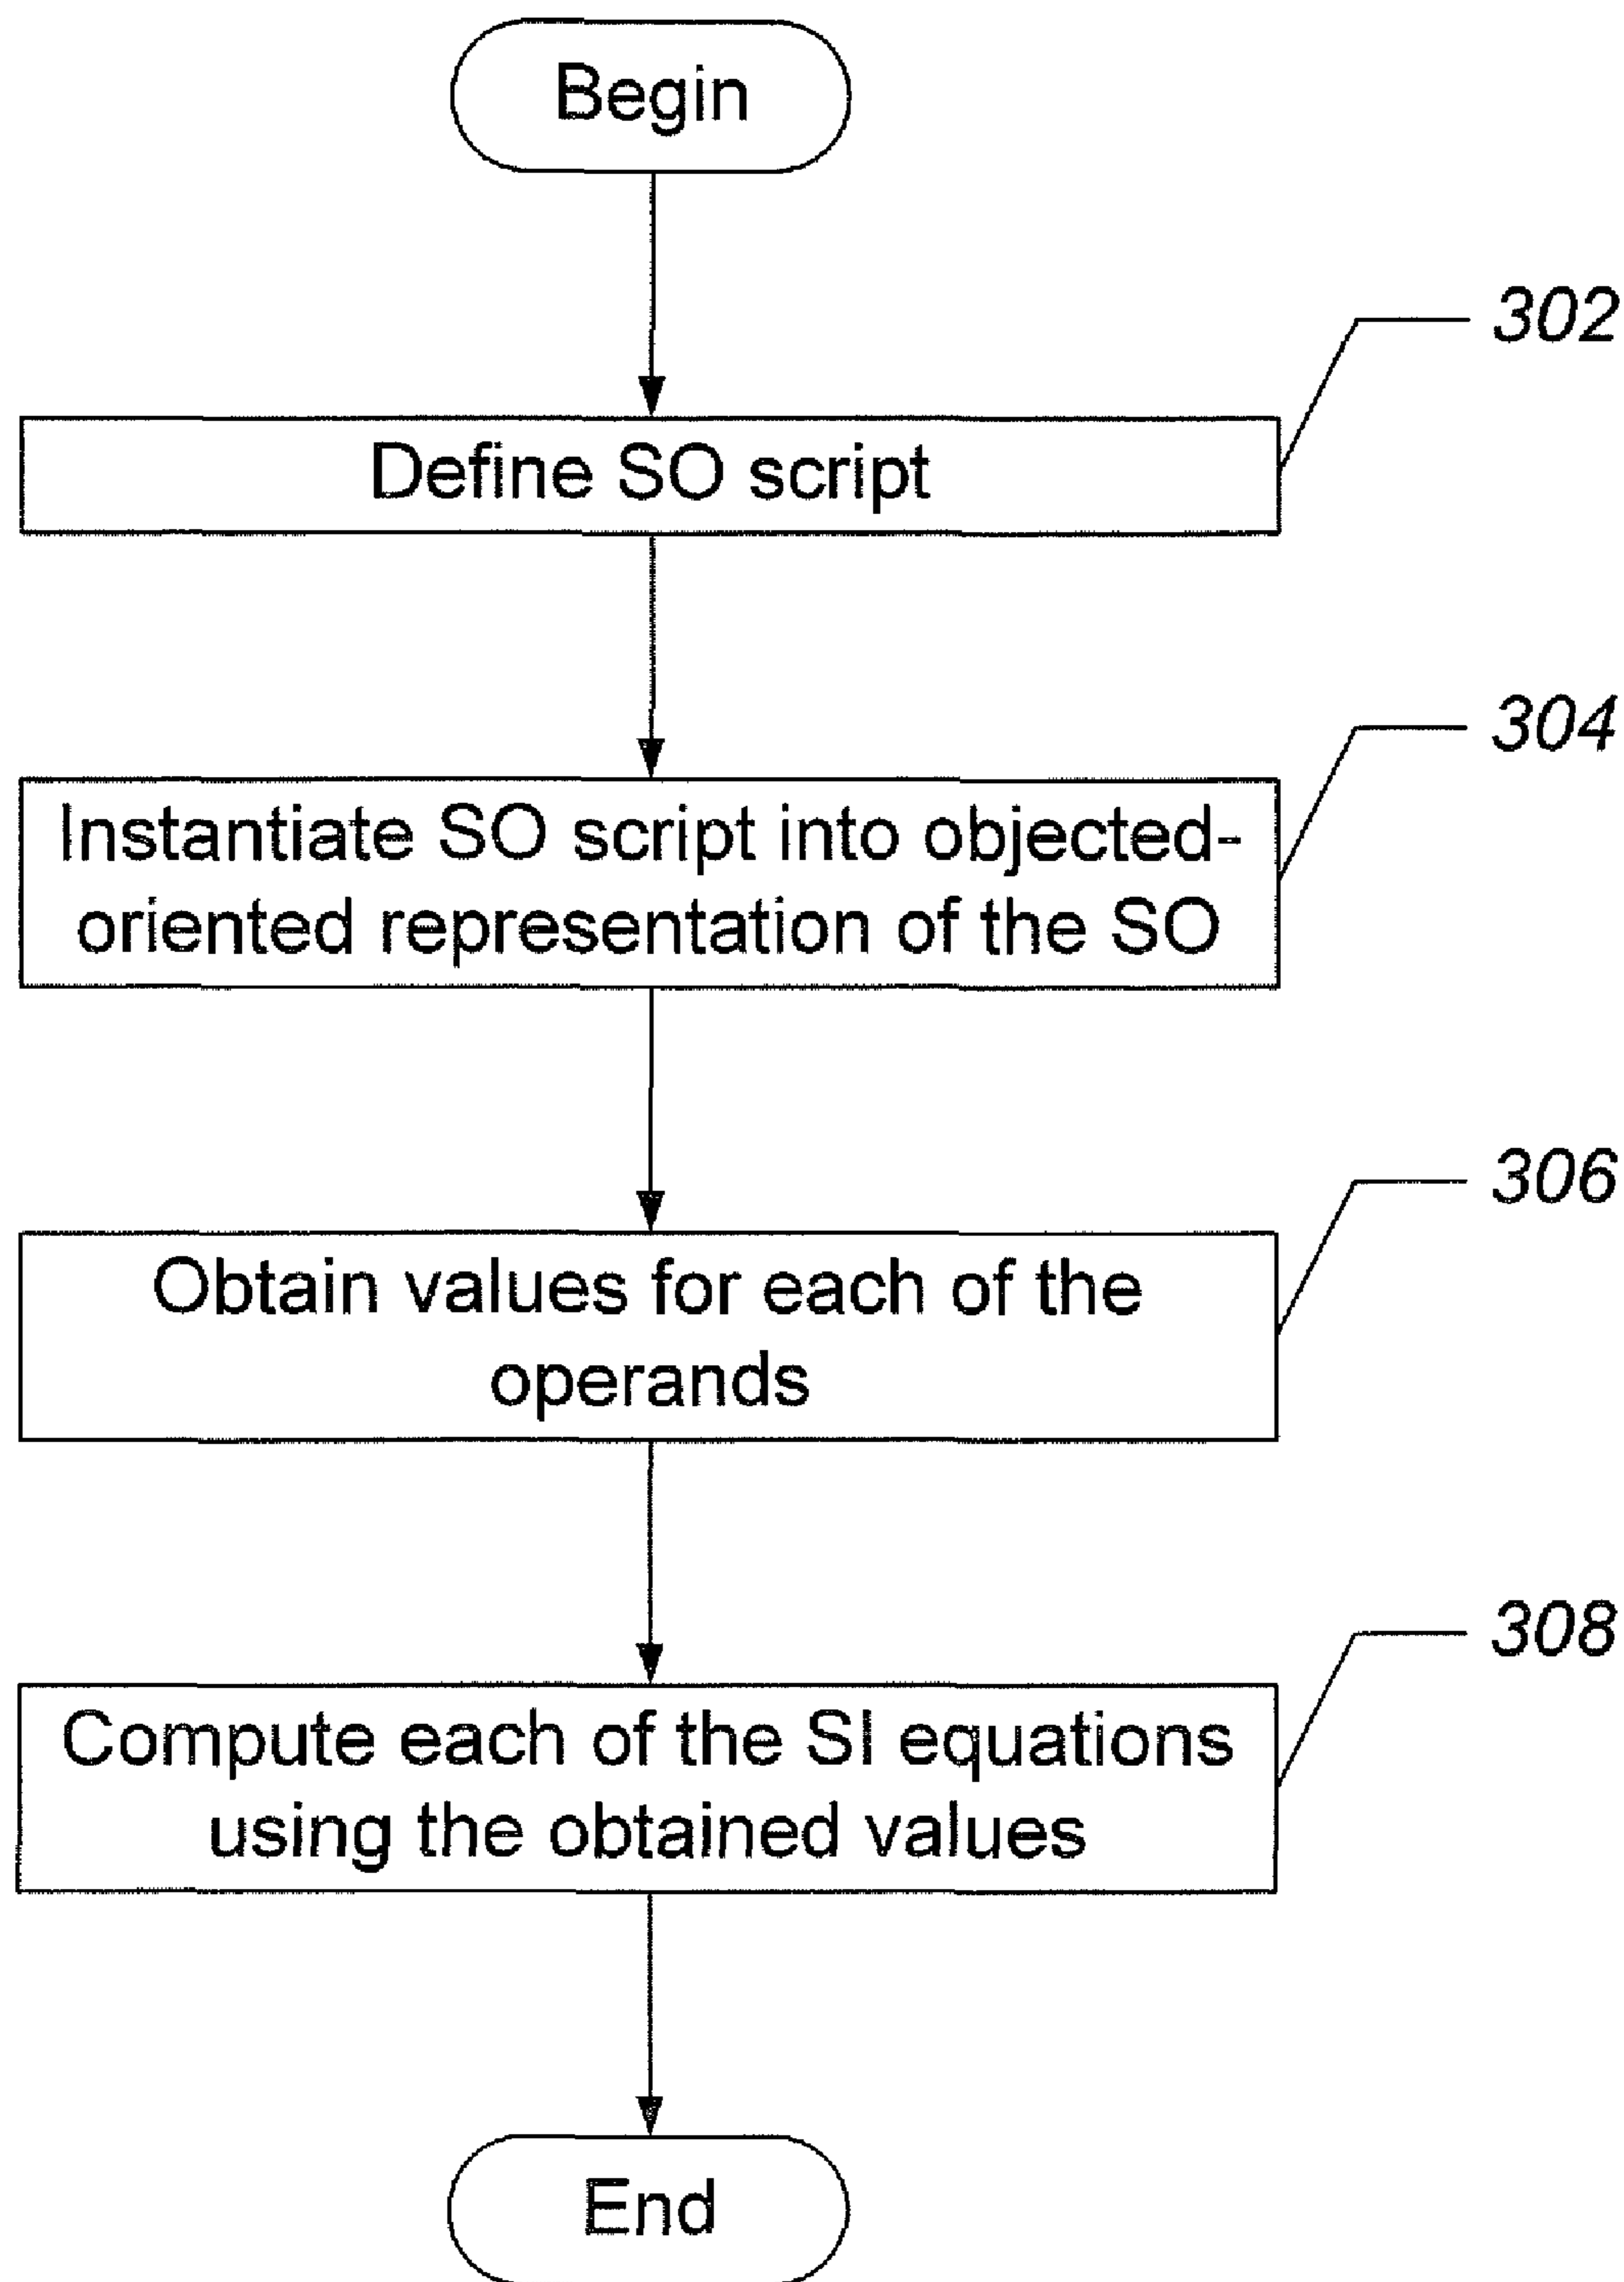 Begin
302
Define SO script
304
Instantiate SO script into objected-
oriented representation of the SO
306
Obtain values for each of the
operands
308
Compute each of the SI equations
using the obtained values
End